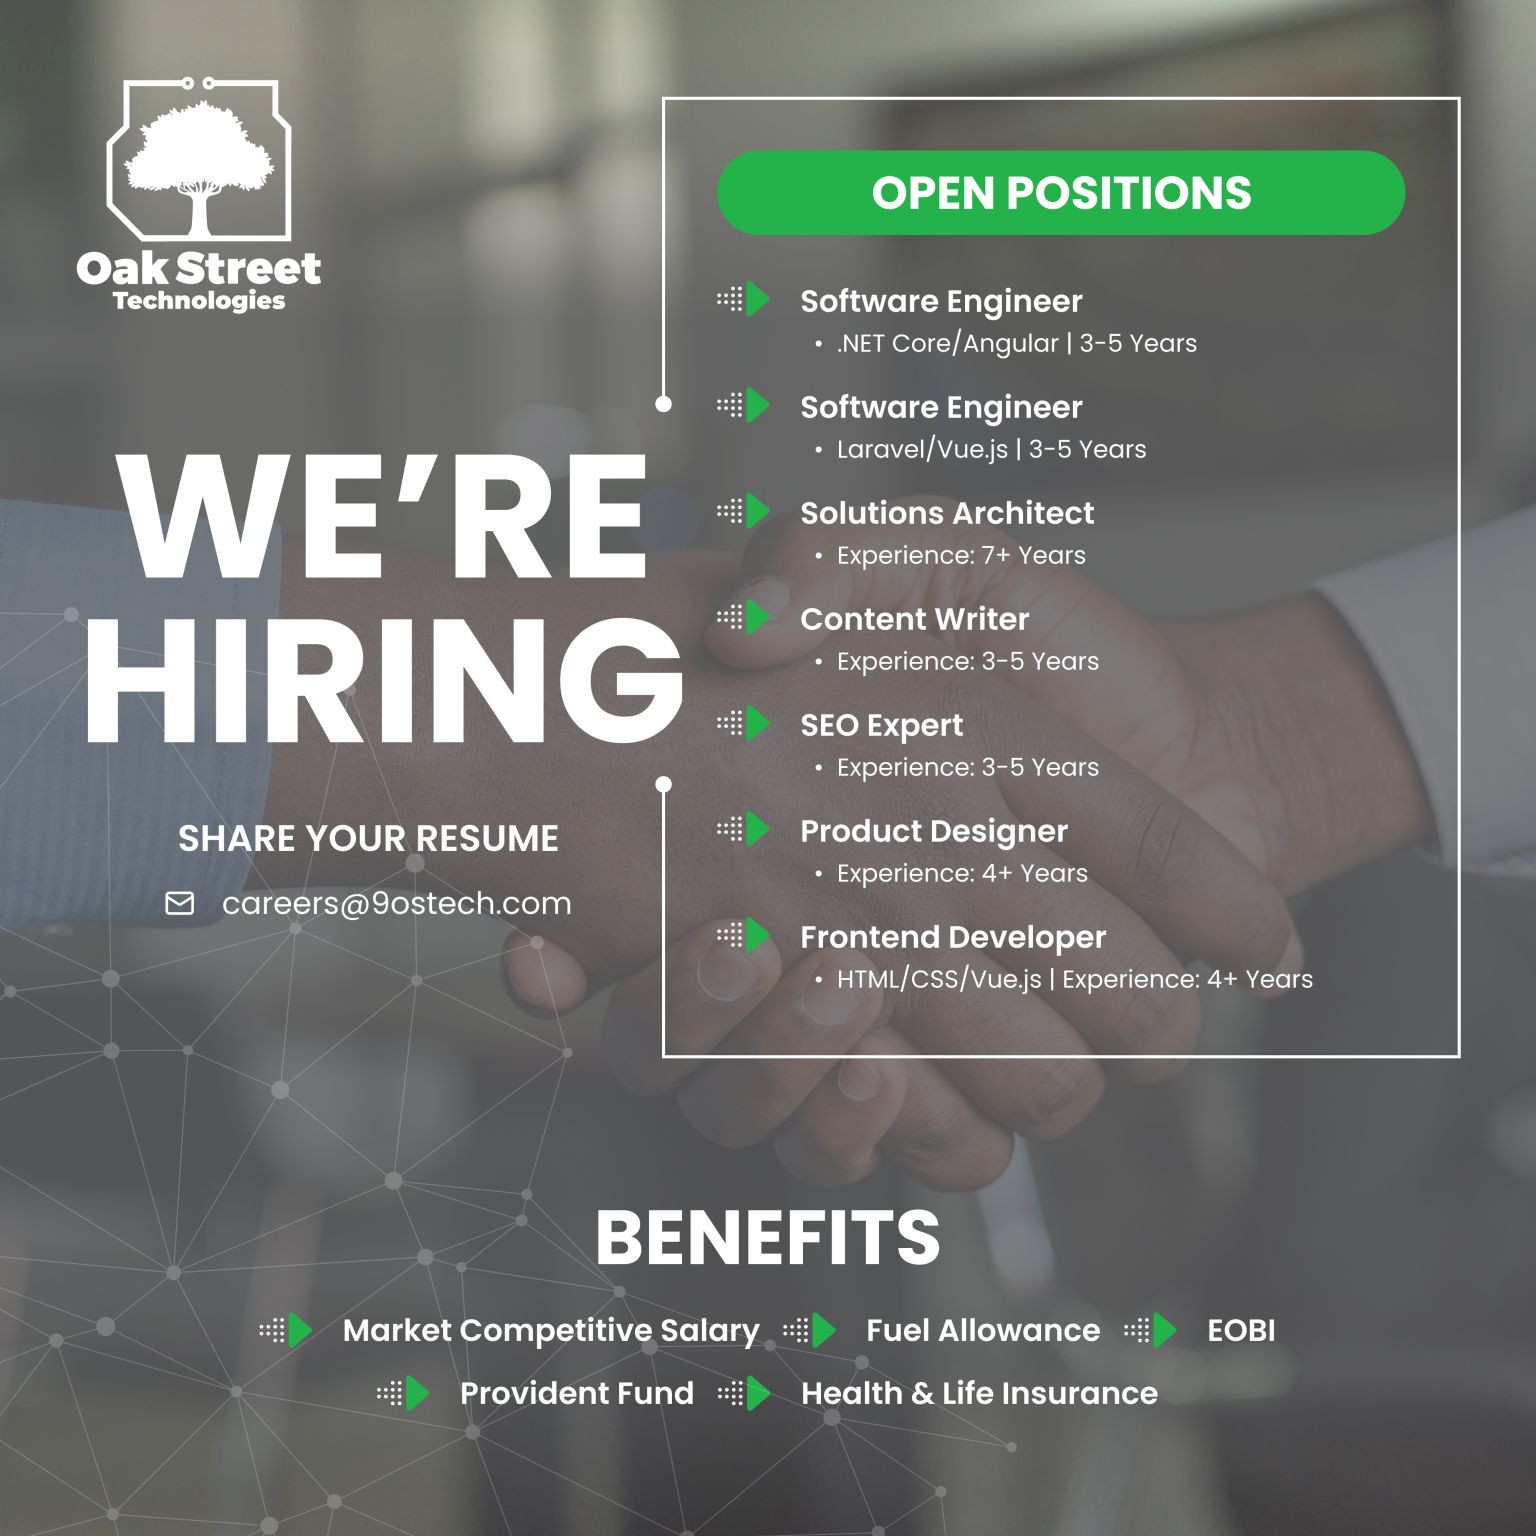 Oak Street
Technologies
WE’RE
HIRING
SHARE YOUR RESUME
careers@9ostech.com
OPEN POSITIONS
Software Engineer
• .NET Core/Angular | 3-5 Years
Software Engineer
• Laravel/Vue.js | 3-5 Years
Solutions Architect
• Experience: 7+ Years
Content Writer
• Experience: 3-5 Years
SEO Expert
• Experience: 3-5 Years
Product Designer
• Experience: 4+ Years
Frontend Developer
• HTML/CSS/Vue.js | Experience: 4+ Years
BENEFITS
Market Competitive Salary Fuel Allowance EOBI
Provident Fund Health & Life Insurance